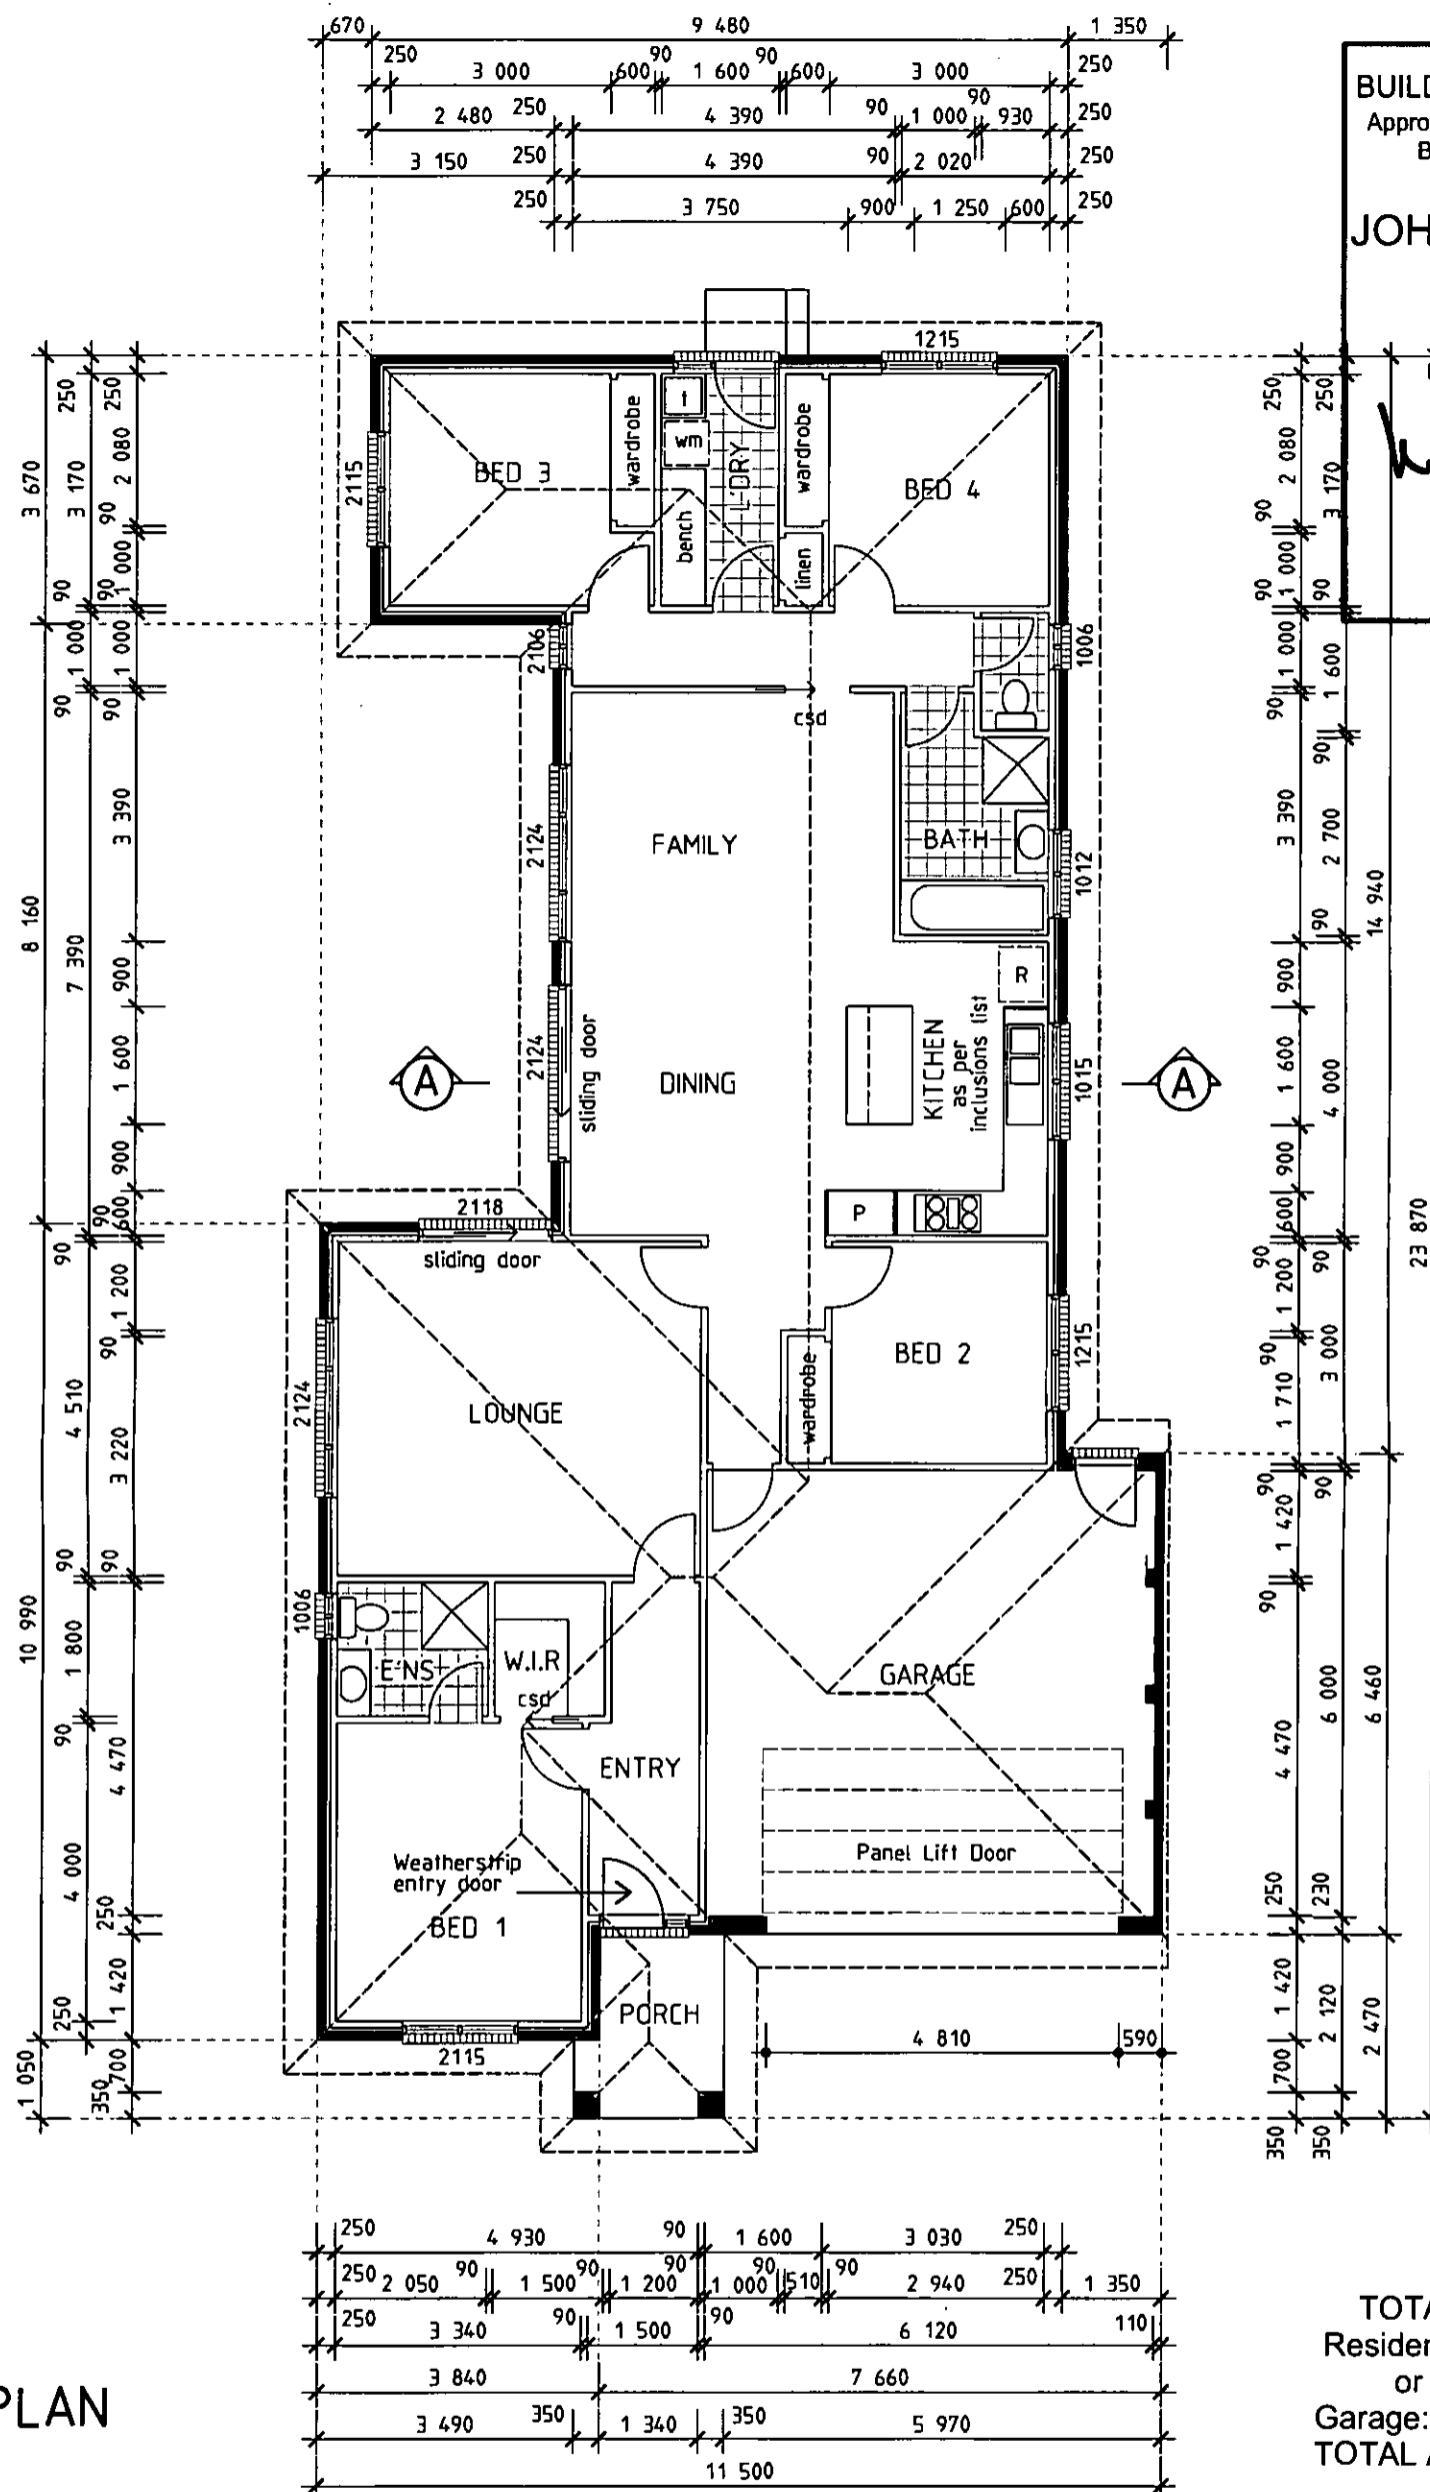 670 9 480 1 350
250 3 000 600 90 1 600 90 600 3 000 250
2 480 250 4 390 90 1 000 90 930 250
3 150 250 4 390 90 2 020 250
250 3 750 900 1 250 600 250
BUILD
Appro
B
JOH
1215
2115
BED 3
wardrobe
t
wm
bench
L'DRY
wardrobe
linen
BED 4
2106
1006
csd
FAMILY
2124
BATH
1012
R
2124
sliding door
DINING
KITCHEN
as per
inclusions list
1015
A
A
P
2118
sliding door
2124
LOUNGE
BED 2
wardrobe
1215
1006
ENS
W.I.R
csd
GARAGE
ENTRY
Panel Lift Door
Weatherstrip
entry door
BED 1
PORCH
2115
4 810 590
3 670 8 160 10 990 1 050
250 3 170 90 1 000 90 7 390 90 4 510 90 1 800 90 4 000 250
250 2 080 90 1 000 90 1 000 90 3 390 900 1 600 900 600 90 1 200 90 3 220 90 4 470 250 1 420 700 350
250 2 080 90 1 000 90 1 000 90 3 390 900 1 600 900 600 90 1 200 90 1 710 90 1 420 90 4 470 250 1 420 700 350
250 3 170 90 1 600 90 2 700 90 4 000 90 3 000 90 6 000 230 2 120 350
14 940 6 460 2 470
23 870
250 4 930 90 1 600 3 030 250
250 2 050 90 1 500 90 1 200 90 1 000 90 510 90 2 940 250 1 350
250 3 340 90 1 500 90 6 120 110
3 840 7 660
3 490 350 1 340 350 5 970
11 500
PLAN
TOTA
Residen
or
Garage:
TOTAL A